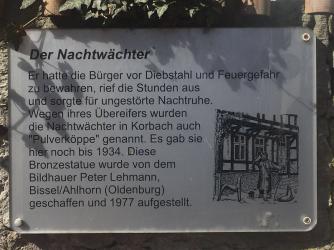 Der Nachtwächter
Er hatte die Bürger vor Diebstahl und Feuergefahr
zu bewahren, rief die Stunden aus
und sorgte für ungestörte Nachtruhe.
Wegen ihres Übereifers wurden
die Nachtwächter in Korbach auch
"Pulverköppe" genannt. Es gab sie
hier noch bis 1934. Diese
Bronzestatue wurde von dem
Bildhauer Peter Lehmann,
Bissel/Ahlhorn (Oldenburg)
geschaffen und 1977 aufgestellt.